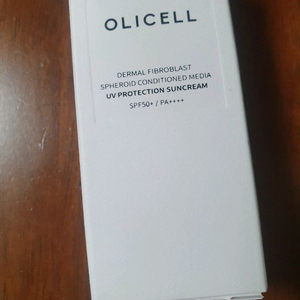 OLICELL
DERMAL FIBROBLAST
SPHEROID CONDITIONED MEDIA
UV PROTECTION SUNCREAM
SPF50+ / PA++++